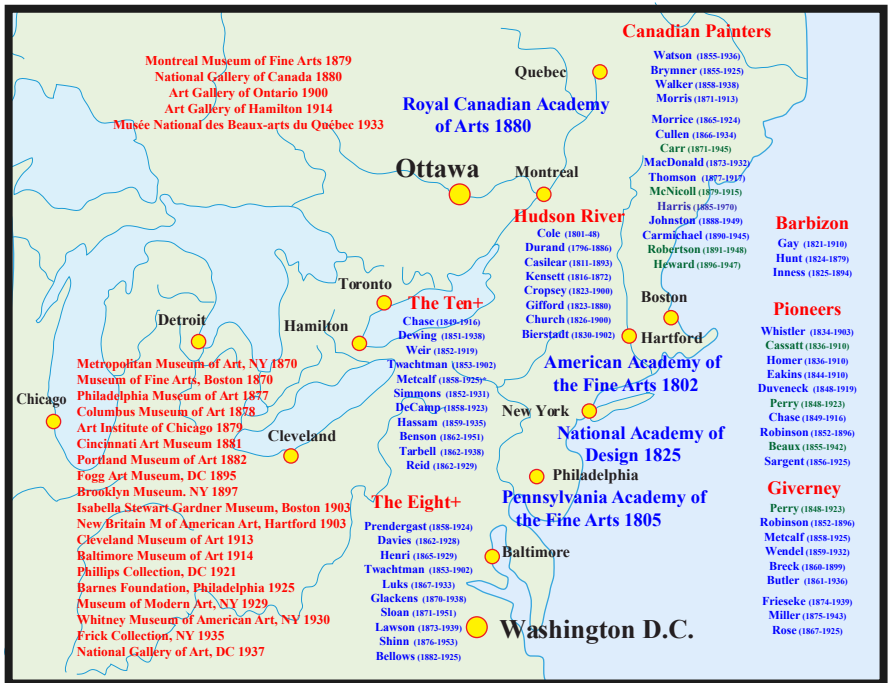 Montreal Museum of Fine Arts 1879
National Gallery of Canada 1880
Art Gallery of Ontario 1900
Art Gallery of Hamilton 1914
Musée National des Beaux-arts du Québec 1933
Quebec
Royal Canadian Academy
of Arts 1880
Ottawa
Montreal
Canadian Painters
Watson (1855-1936)
Brymner (1855-1925)
Walker (1858-1938)
Morris (1871-1913)
Morrice (1865-1924)
Cullen (1866-1934)
Carr (1871-1945)
MacDonald (1873-1932)
Thomson (1877-1917)
McNicoll (1879-1915)
Harris (1885-1970)
Johnston (1888-1949)
Carmichael (1890-1945)
Robertson (1891-1948)
Heward (1896-1947)
Hudson River
Cole (1801-48)
Durand (1796-1886)
Casilear (1811-1893)
Kensett (1816-1872)
Cropsey (1823-1900)
Gifford (1823-1880)
Church (1826-1900)
Bierstadt (1830-1902)
Barbizon
Gay (1821-1910)
Hunt (1824-1879)
Inness (1825-1894)
Toronto
Hamilton
Detroit
Chicago
Cleveland
Boston
Hartford
The Ten+
Chase (1849-1916)
Dewing (1851-1938)
Weir (1852-1919)
Twachtman (1853-1902)
Metcalf (1858-1925)*
Simmons (1852-1931)
DeCamp (1858-1923)
Hassam (1859-1935)
Benson (1862-1951)
Tarbell (1862-1938)
Reid (1862-1929)
American Academy of
the Fine Arts 1802
New York
National Academy of
Design 1825
Philadelphia
Pennsylvania Academy of
the Fine Arts 1805
Pioneers
Whistler (1834-1903)
Cassatt (1836-1910)
Homer (1836-1910)
Eakins (1844-1910)
Duveneck (1848-1919)
Perry (1848-1923)
Chase (1849-1916)
Robinson (1852-1896)
Beaux (1855-1942)
Sargent (1856-1925)
Metropolitan Museum of Art, NY 1870
Museum of Fine Arts, Boston 1870
Philadelphia Museum of Art 1877
Columbus Museum of Art 1878
Art Institute of Chicago 1879
Cincinnati Art Museum 1881
Portland Museum of Art 1882
Fogg Art Museum, DC 1895
Brooklyn Museum. NY 1897
Isabella Stewart Gardner Museum, Boston 1903
New Britain M of American Art, Hartford 1903
Cleveland Museum of Art 1913
Baltimore Museum of Art 1914
Phillips Collection, DC 1921
Barnes Foundation, Philadelphia 1925
Museum of Modern Art, NY 1929
Whitney Museum of American Art, NY 1930
Frick Collection, NY 1935
National Gallery of Art, DC 1937
The Eight+
Prendergast (1858-1924)
Davies (1862-1928)
Henri (1865-1929)
Twachtman (1853-1902)
Luks (1867-1933)
Glackens (1870-1938)
Sloan (1871-1951)
Lawson (1873-1939)
Shinn (1876-1953)
Bellows (1882-1925)
Baltimore
Washington D.C.
Giverney
Perry (1848-1923)
Robinson (1852-1896)
Metcalf (1858-1925)
Wendel (1859-1932)
Breck (1860-1899)
Butler (1861-1936)
Frieseke (1874-1939)
Miller (1875-1943)
Rose (1867-1925)